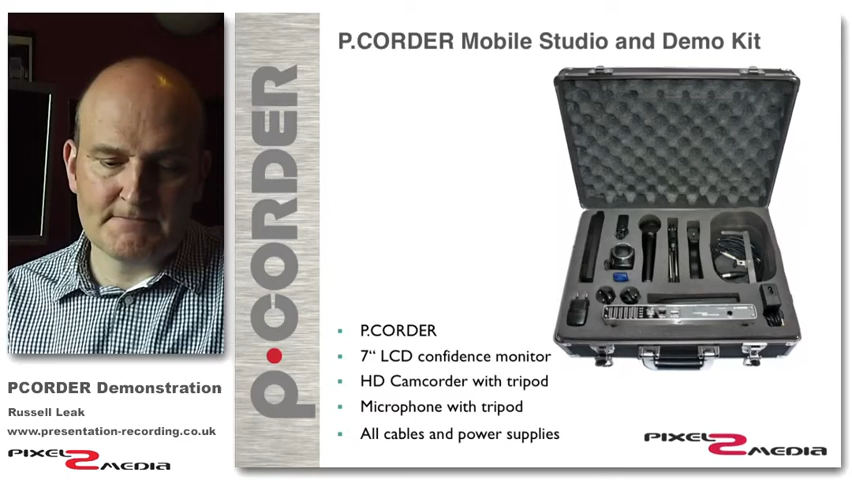 P.CORDER Mobile Studio and Demo Kit
P.CORDER
P.CORDER
7“ LCD confidence monitor
HD Camcorder with tripod
Microphone with tripod
All cables and power supplies
PIXEL2MEDIA
PCORDER Demonstration
Russell Leak
www.presentation-recording.co.uk
PIXEL2MEDIA